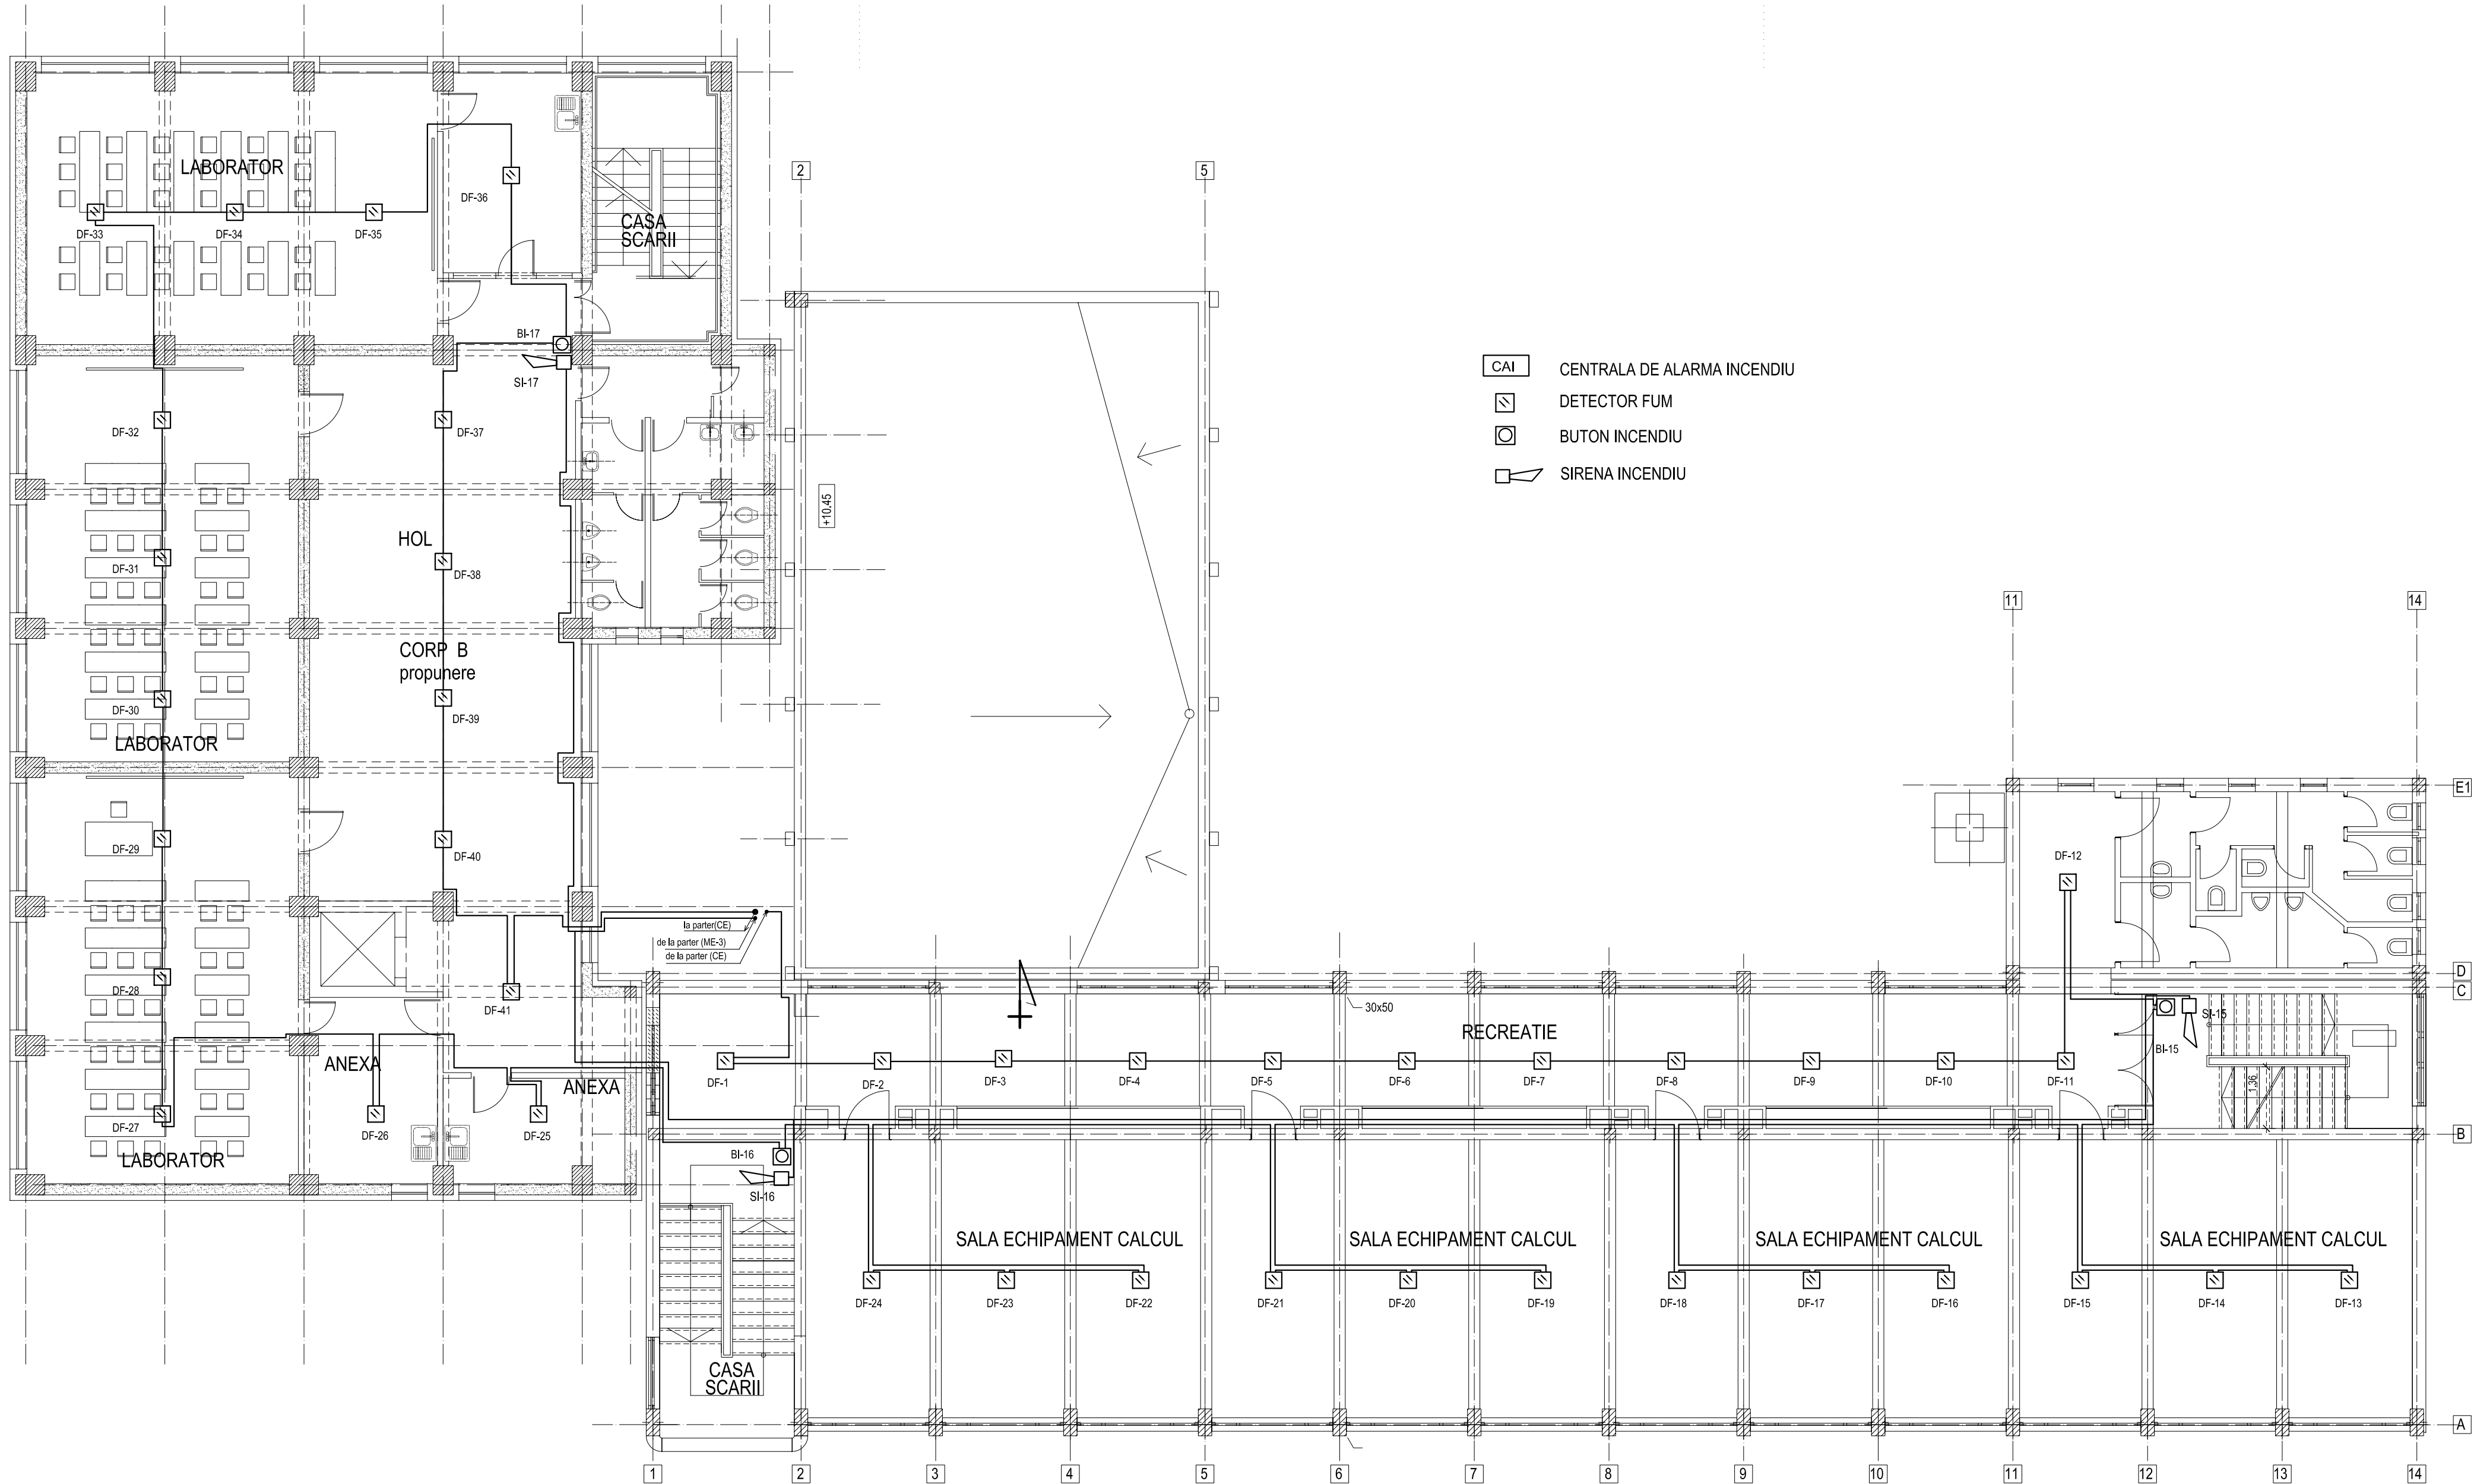 2
5
LABORATOR
DF-36
CASA
SCARII
DF-33
DF-34
DF-35
BI-17
SI-17
CAI
CENTRALA DE ALARMA INCENDIU
DETECTOR FUM
BUTON INCENDIU
SIRENA INCENDIU
DF-32
DF-37
+10.45
HOL
DF-31
DF-38
11
14
CORP B
propunere
DF-30
DF-39
LABORATOR
E1
DF-29
DF-40
DF-12
la parter(CE)
de la parter (ME-3)
de la parter (CE)
D
C
DF-28
DF-41
30x50
RECREATIE
SI-15
BI-15
ANEXA
ANEXA
DF-1
DF-2
DF-3
DF-4
DF-5
DF-6
DF-7
DF-8
DF-9
DF-10
DF-11
1.36
DF-27
DF-26
DF-25
B
LABORATOR
BI-16
SI-16
SALA ECHIPAMENT CALCUL
SALA ECHIPAMENT CALCUL
SALA ECHIPAMENT CALCUL
SALA ECHIPAMENT CALCUL
DF-24
DF-23
DF-22
DF-21
DF-20
DF-19
DF-18
DF-17
DF-16
DF-15
DF-14
DF-13
CASA
SCARII
A
1
2
3
4
5
6
7
8
9
10
11
12
13
14